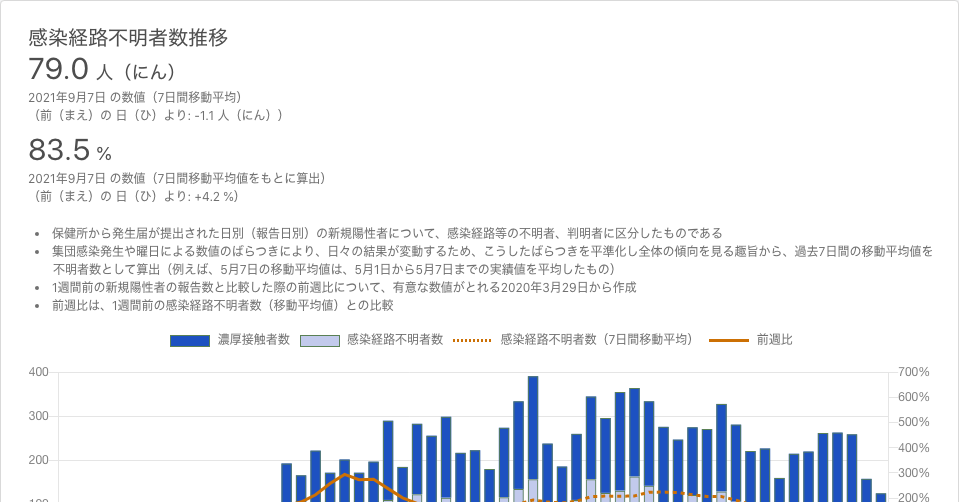 感染経路不明者数推移
79.0 人（にん）
2021年9月7日 の数値（7日間移動平均）
（前（まえ）の 日（ひ）より: -1.1 人（にん））
83.5 %
2021年9月7日 の数値（7日間移動平均値をもとに算出）
（前（まえ）の 日（ひ）より: +4.2 %）
• 保健所から発生届が提出された日別（報告日別）の新規陽性者について、感染経路等の不明者、判明者に区分したものである
• 集団感染発生や曜日による数値のばらつきにより、日々の結果が変動するため、こうしたばらつきを平準化し全体の傾向を見る趣旨から、過去7日間の移動平均値を
不明者数として算出（例えば、5月7日の移動平均値は、5月1日から5月7日までの実績値を平均したもの）
• 1週間前の新規陽性者の報告数と比較した際の前週比について、有意な数値がとれる2020年3月29日から作成
• 前週比は、1週間前の感染経路不明者数（移動平均値）との比較
濃厚接触者数 感染経路不明者数 感染経路不明者数（7日間移動平均） 前週比
400 700%
600%
300 500%
400%
200 300%
200%
100